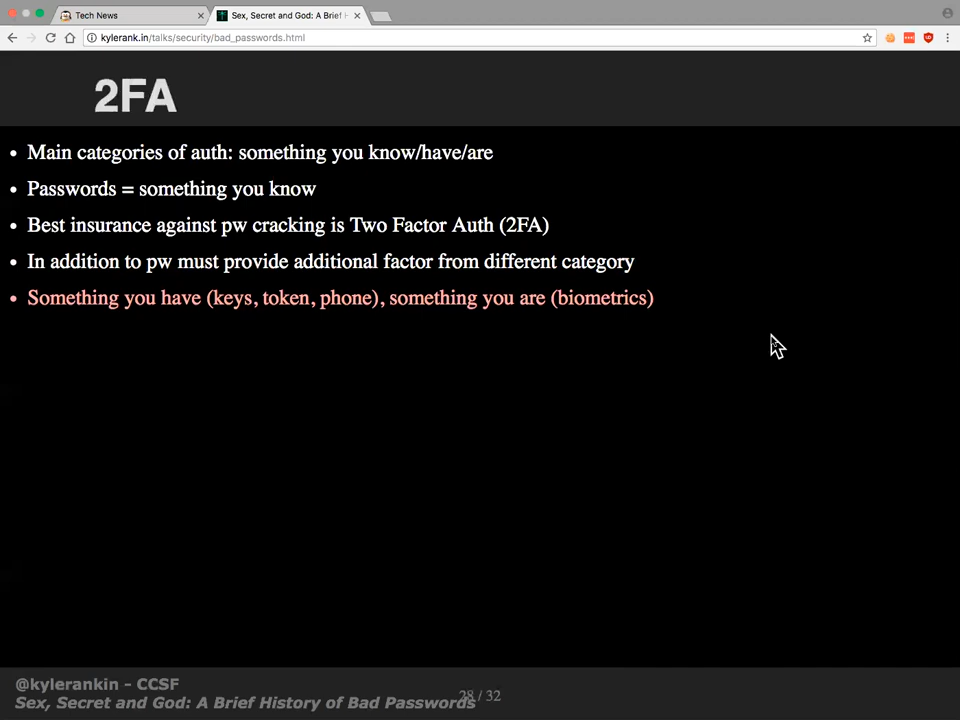 Tech News
Sex, Secret and God: A Brief H
kylerank.in/talks/security/bad_passwords.html
2FA
• Main categories of auth: something you know/have/are
• Passwords = something you know
• Best insurance against pw cracking is Two Factor Auth (2FA)
• In addition to pw must provide additional factor from different category
• Something you have (keys, token, phone), something you are (biometrics)
@kylerankin – CCSF
Sex, Secret and God: A Brief History of Bad Passwords
28 / 32